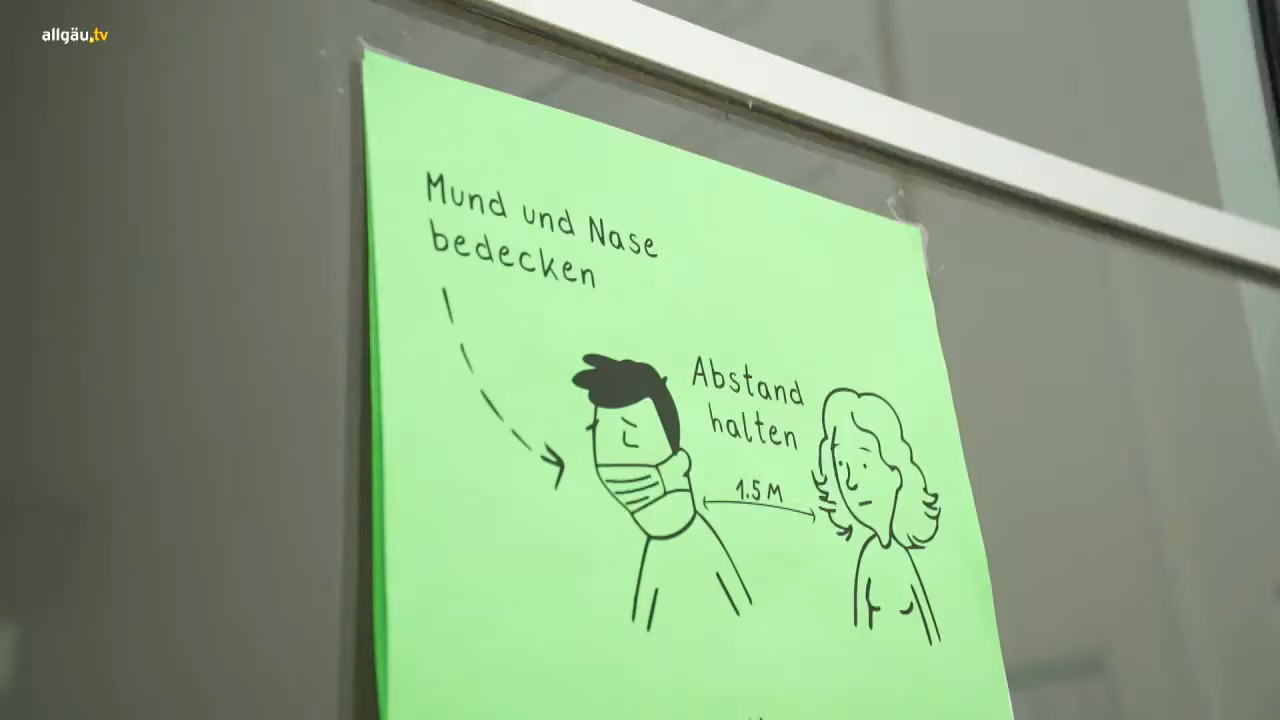 allgäu.tv
Mund und Nase
bedecken
Abstand
halten
1.5 M